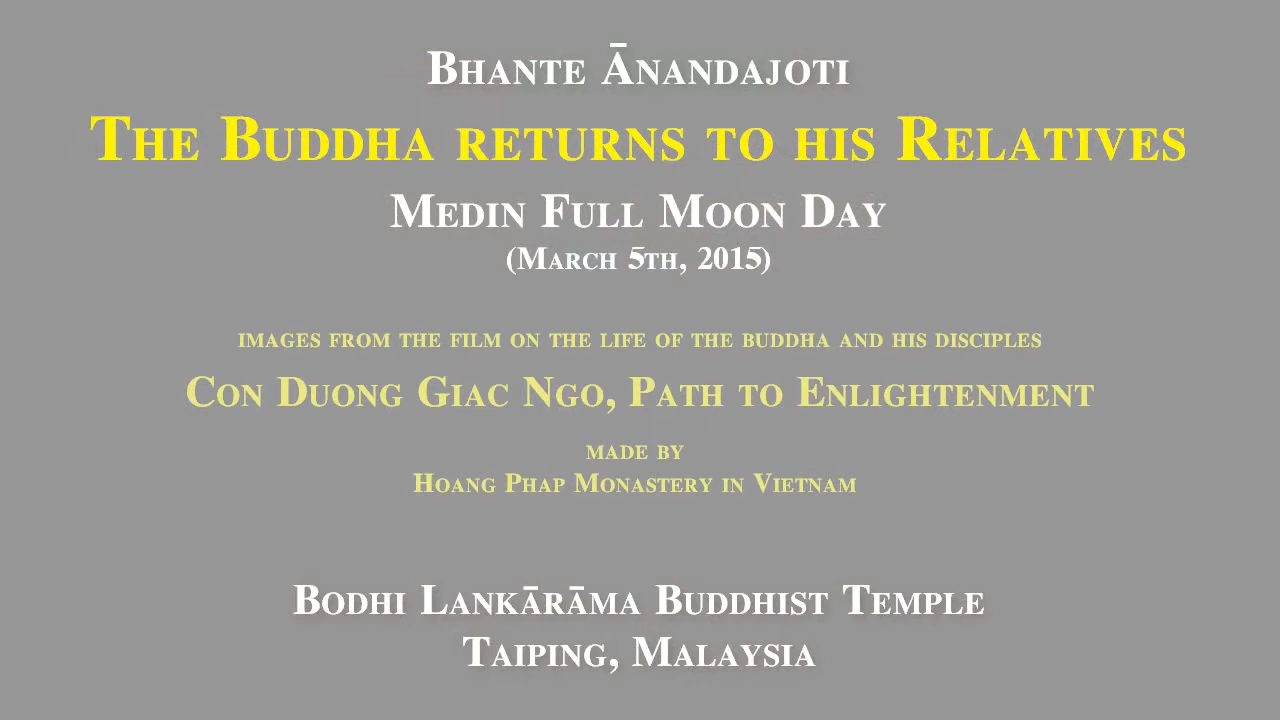 Bhante Ānandajoti
The Buddha returns to his Relatives
Medin Full Moon Day
(March 5th, 2015)
images from the film on the life of the buddha and his disciples
Con Duong Giac Ngo, Path to Enlightenment
made by
Hoang Phap Monastery in Vietnam
Bodhi Lankārāma Buddhist Temple
Taiping, Malaysia